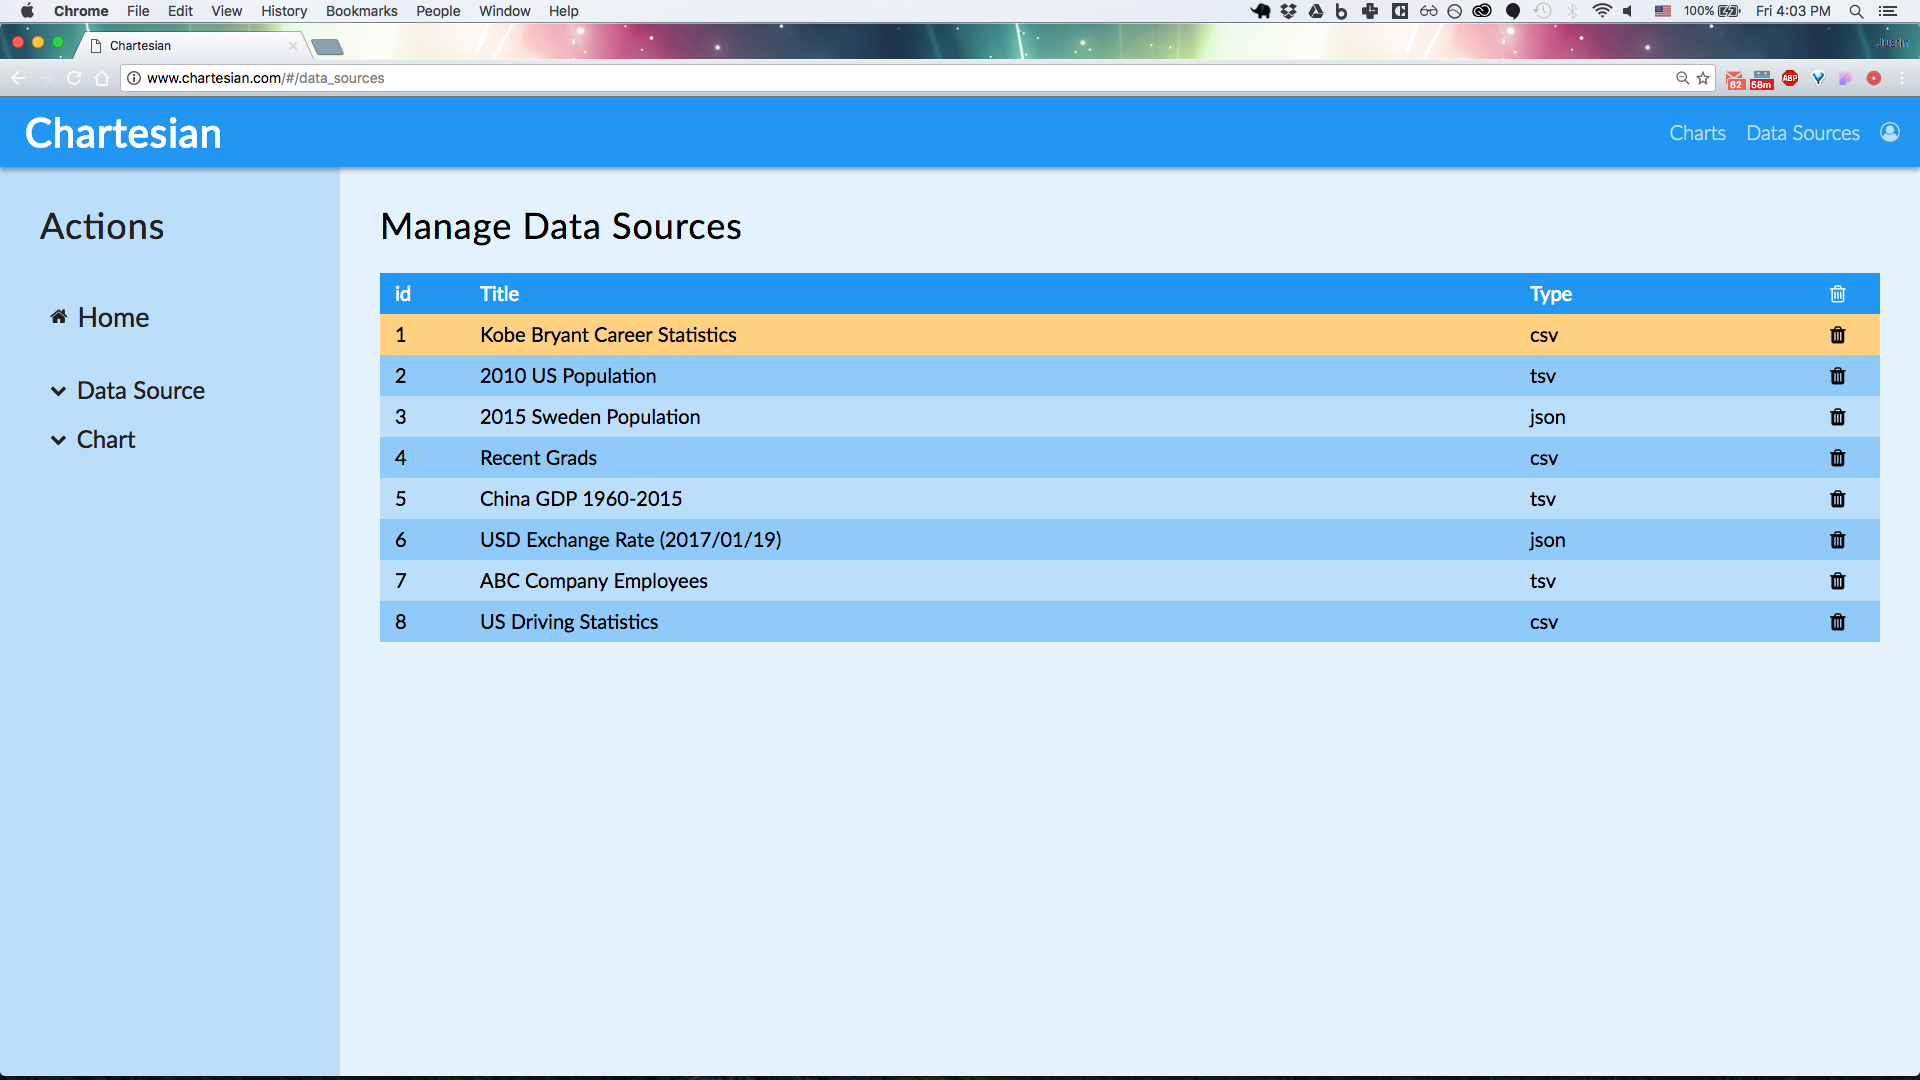 Chrome File Edit View History Bookmarks People Window Help 100% Fri 4:03 PM
Chartesian Justin
www.chartesian.com/#/data_sources 62 58m ABP
Chartesian Charts Data Sources
Actions
Home
Data Source
Chart
Manage Data Sources
id Title Type
1 Kobe Bryant Career Statistics csv
2 2010 US Population tsv
3 2015 Sweden Population json
4 Recent Grads csv
5 China GDP 1960-2015 tsv
6 USD Exchange Rate (2017/01/19) json
7 ABC Company Employees tsv
8 US Driving Statistics csv